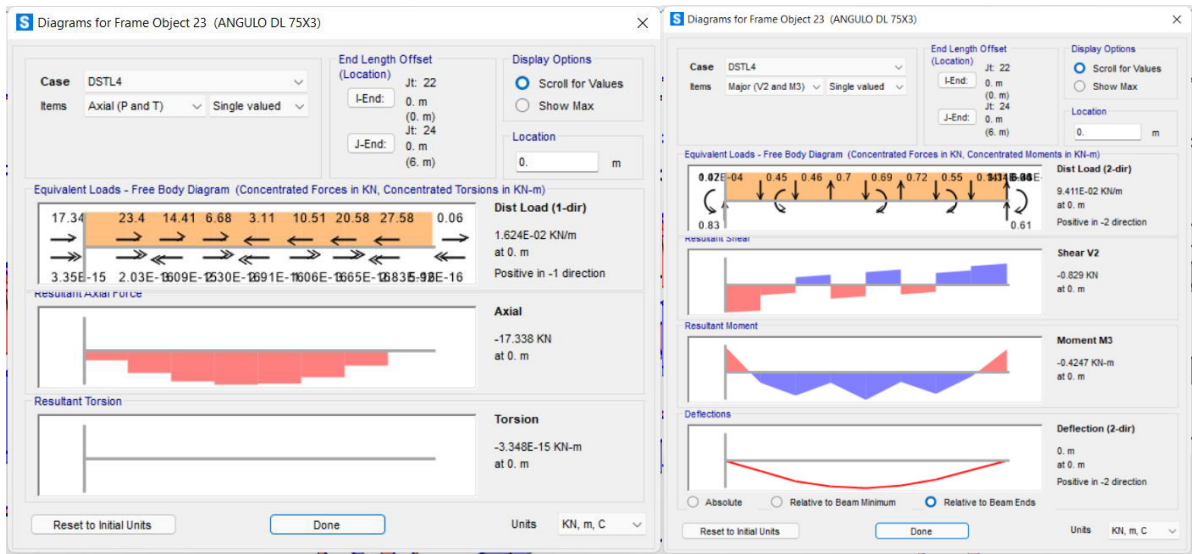 Diagrams for Frame Object 23 (ANGULO DL 75X3)
Case DSTL4
Items Axial (P and T) Single valued
End Length Offset
(Location)
Jt: 22
I-End: 0. m
(0. m)
Jt: 24
J-End: 0. m
(6. m)
Display Options
Scroll for Values
Show Max
Location
0. m
Equivalent Loads - Free Body Diagram (Concentrated Forces in KN, Concentrated Torsions in KN-m)
17.34 23.4 14.41 6.68 3.11 10.51 20.58 27.58 0.06
3.35E-15
Dist Load (1-dir)
1.624E-02 KN/m
at 0. m
Positive in -1 direction
Resultant Axial Force
Axial
-17.338 KN
at 0. m
Resultant Torsion
Torsion
-3.348E-15 KN-m
at 0. m
Reset to Initial Units Done Units KN, m, C
Diagrams for Frame Object 23 (ANGULO DL 75X3)
Case DSTL4
Items Major (V2 and M3) Single valued
End Length Offset
(Location)
Jt: 22
I-End: 0. m
(0. m)
Jt: 24
J-End: 0. m
(6. m)
Display Options
Scroll for Values
Show Max
Location
0. m
Equivalent Loads - Free Body Diagram (Concentrated Forces in KN, Concentrated Moments in KN-m)
0.45 0.46 0.7 0.69 0.72 0.55
0.83 0.61
Dist Load (2-dir)
9.411E-02 KN/m
at 0. m
Positive in -2 direction
Resultant Shear
Shear V2
-0.829 KN
at 0. m
Resultant Moment
Moment M3
-0.4247 KN-m
at 0. m
Deflections
Deflection (2-dir)
0. m
at 0. m
Positive in -2 direction
Absolute Relative to Beam Minimum Relative to Beam Ends
Reset to Initial Units Done Units KN, m, C